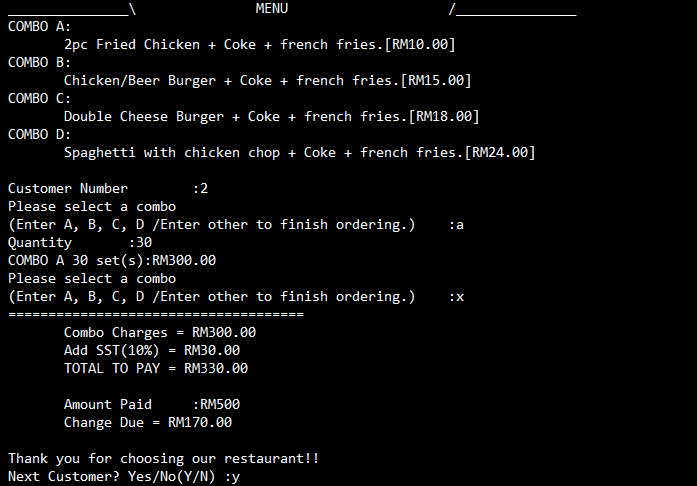 _______________\ MENU /_______________
COMBO A:
2pc Fried Chicken + Coke + french fries.[RM10.00]
COMBO B:
Chicken/Beer Burger + Coke + french fries.[RM15.00]
COMBO C:
Double Cheese Burger + Coke + french fries.[RM18.00]
COMBO D:
Spaghetti with chicken chop + Coke + french fries.[RM24.00]
Customer Number :2
Please select a combo
(Enter A, B, C, D /Enter other to finish ordering.) :a
Quantity :30
COMBO A 30 set(s):RM300.00
Please select a combo
(Enter A, B, C, D /Enter other to finish ordering.) :x
=====================================
Combo Charges = RM300.00
Add SST(10%) = RM30.00
TOTAL TO PAY = RM330.00
Amount Paid :RM500
Change Due = RM170.00
Thank you for choosing our restaurant!!
Next Customer? Yes/No(Y/N) :y